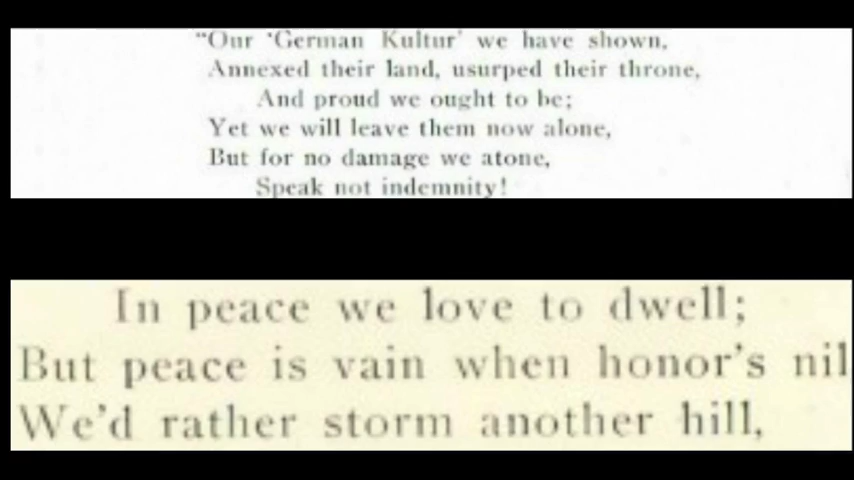 "Our 'German Kultur' we have shown,
Annexed their land, usurped their throne,
And proud we ought to be;
Yet we will leave them now alone,
But for no damage we atone,
Speak not indemnity!
In peace we love to dwell;
But peace is vain when honor's nil
We'd rather storm another hill,